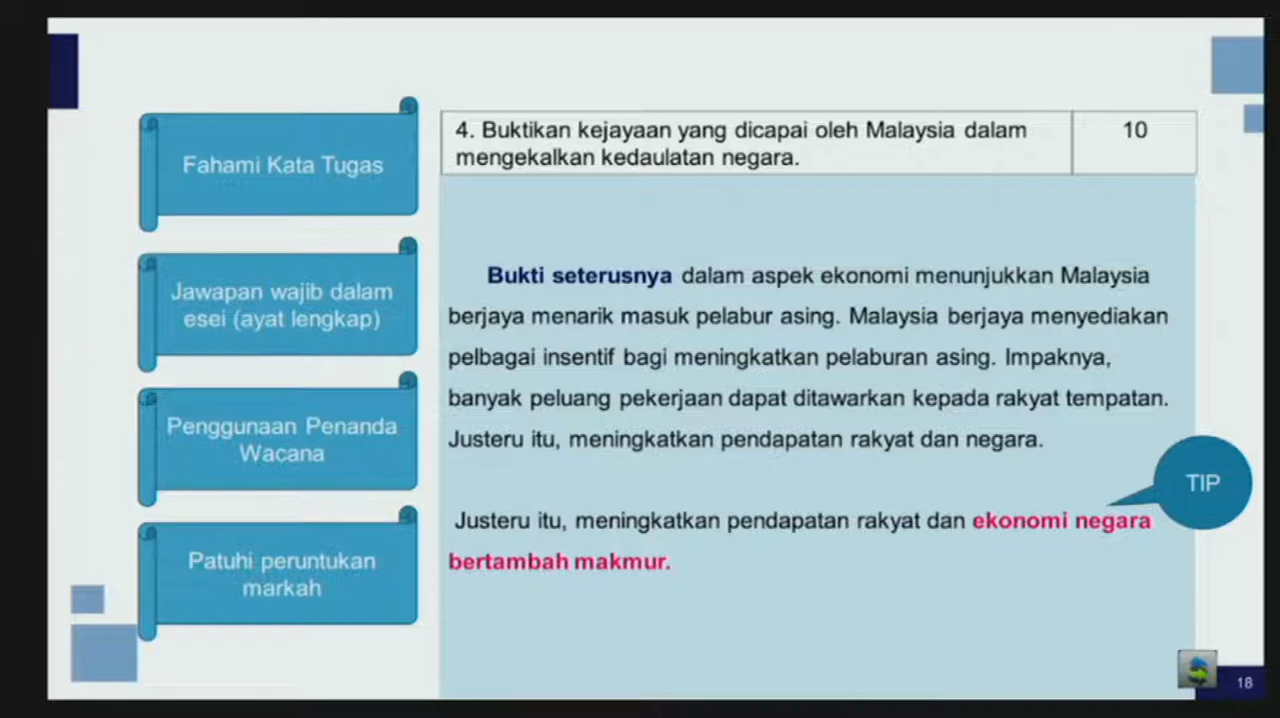 Fahami Kata Tugas
Jawapan wajib dalam
esei (ayat lengkap)
Penggunaan Penanda
Wacana
Patuhi peruntukan
markah
4. Buktikan kejayaan yang dicapai oleh Malaysia dalam
mengekalkan kedaulatan negara.
10
Bukti seterusnya dalam aspek ekonomi menunjukkan Malaysia
berjaya menarik masuk pelabur asing. Malaysia berjaya menyediakan
pelbagai insentif bagi meningkatkan pelaburan asing. Impaknya,
banyak peluang pekerjaan dapat ditawarkan kepada rakyat tempatan.
Justeru itu, meningkatkan pendapatan rakyat dan negara.
TIP
Justeru itu, meningkatkan pendapatan rakyat dan ekonomi negara
bertambah makmur.
18